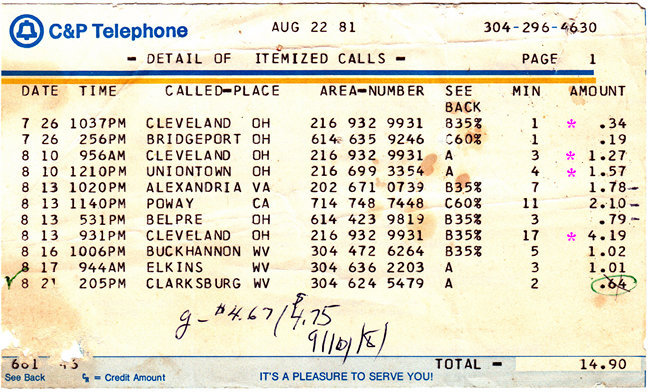 C&P Telephone AUG 22 81 304-296-4630
- DETAIL OF ITEMIZED CALLS - PAGE 1
DATE TIME CALLED-PLACE AREA-NUMBER SEE BACK MIN AMOUNT
7 26 1037PM CLEVELAND OH 216 932 9931 B35% 1 * .34
7 26 256PM BRIDGEPORT OH 614 635 9246 C60% 1 .19
8 10 956AM CLEVELAND OH 216 932 9931 A 3 * 1.27
8 10 1210PM UNIONTOWN OH 216 699 3354 A 4 * 1.57
8 13 1020PM ALEXANDRIA VA 202 671 0739 B35% 7 1.78
8 13 1140PM POWAY CA 714 748 7448 C60% 11 2.10
8 13 531PM BELPRE OH 614 423 9819 B35% 3 .79
8 13 931PM CLEVELAND OH 216 932 9931 B35% 17 * 4.19
8 16 1006PM BUCKHANNON WV 304 472 6264 B35% 5 1.02
8 17 944AM ELKINS WV 304 636 2203 A 3 1.01
✓ 8 21 205PM CLARKSBURG WV 304 624 5479 A 2 .64
g - $4.67 / $4.75
681 43 TOTAL - 14.90
See Back = Credit Amount IT'S A PLEASURE TO SERVE YOU!